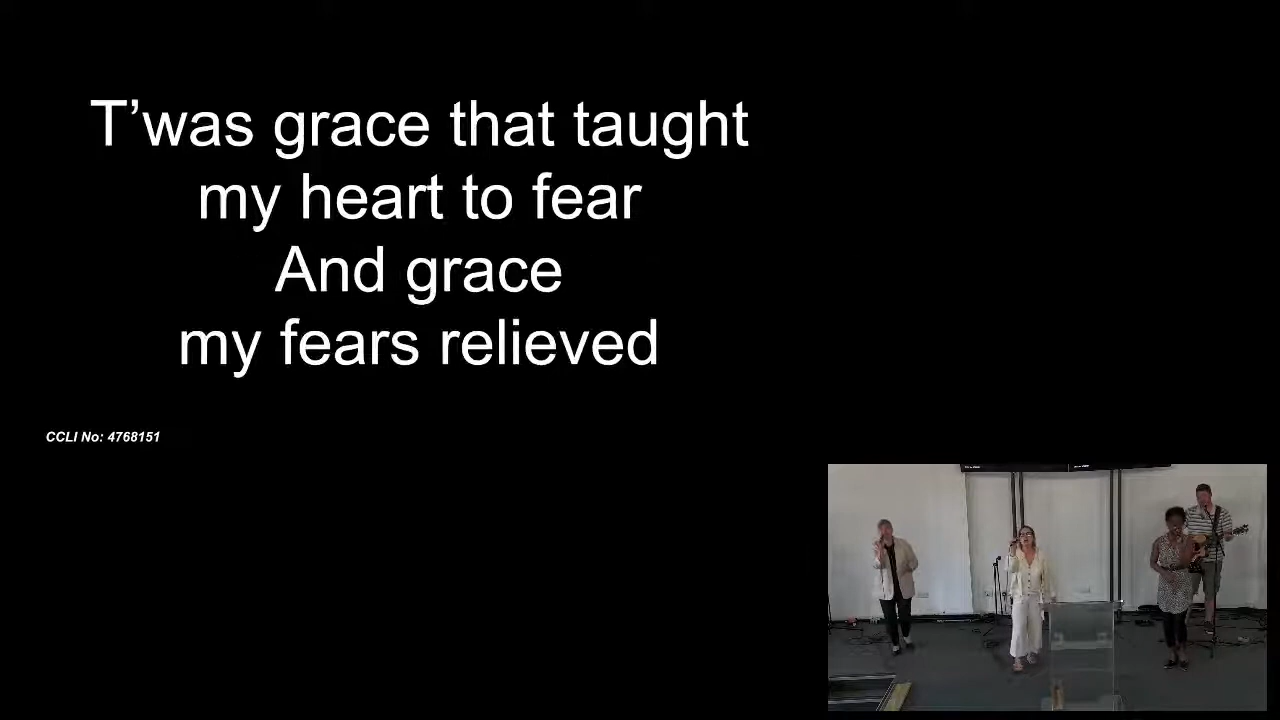 T’was grace that taught
my heart to fear
And grace
my fears relieved
CCLI No: 4768151